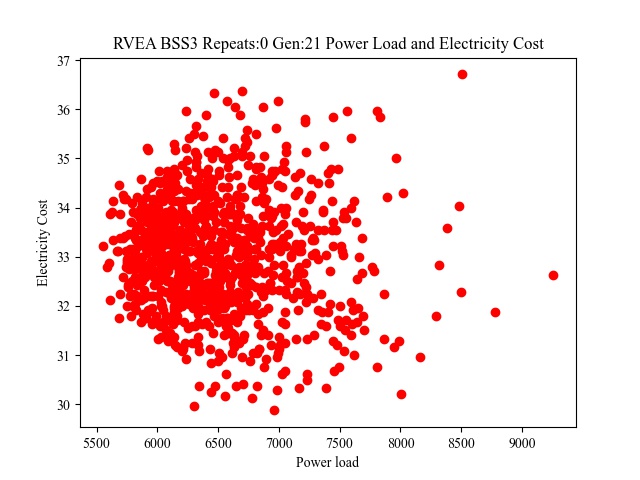 RVEA BSS3 Repeats:0 Gen:21 Power Load and Electricity Cost
37
36
35
34
33
32
31
30
Electricity Cost
5500 6000 6500 7000 7500 8000 8500 9000
Power load